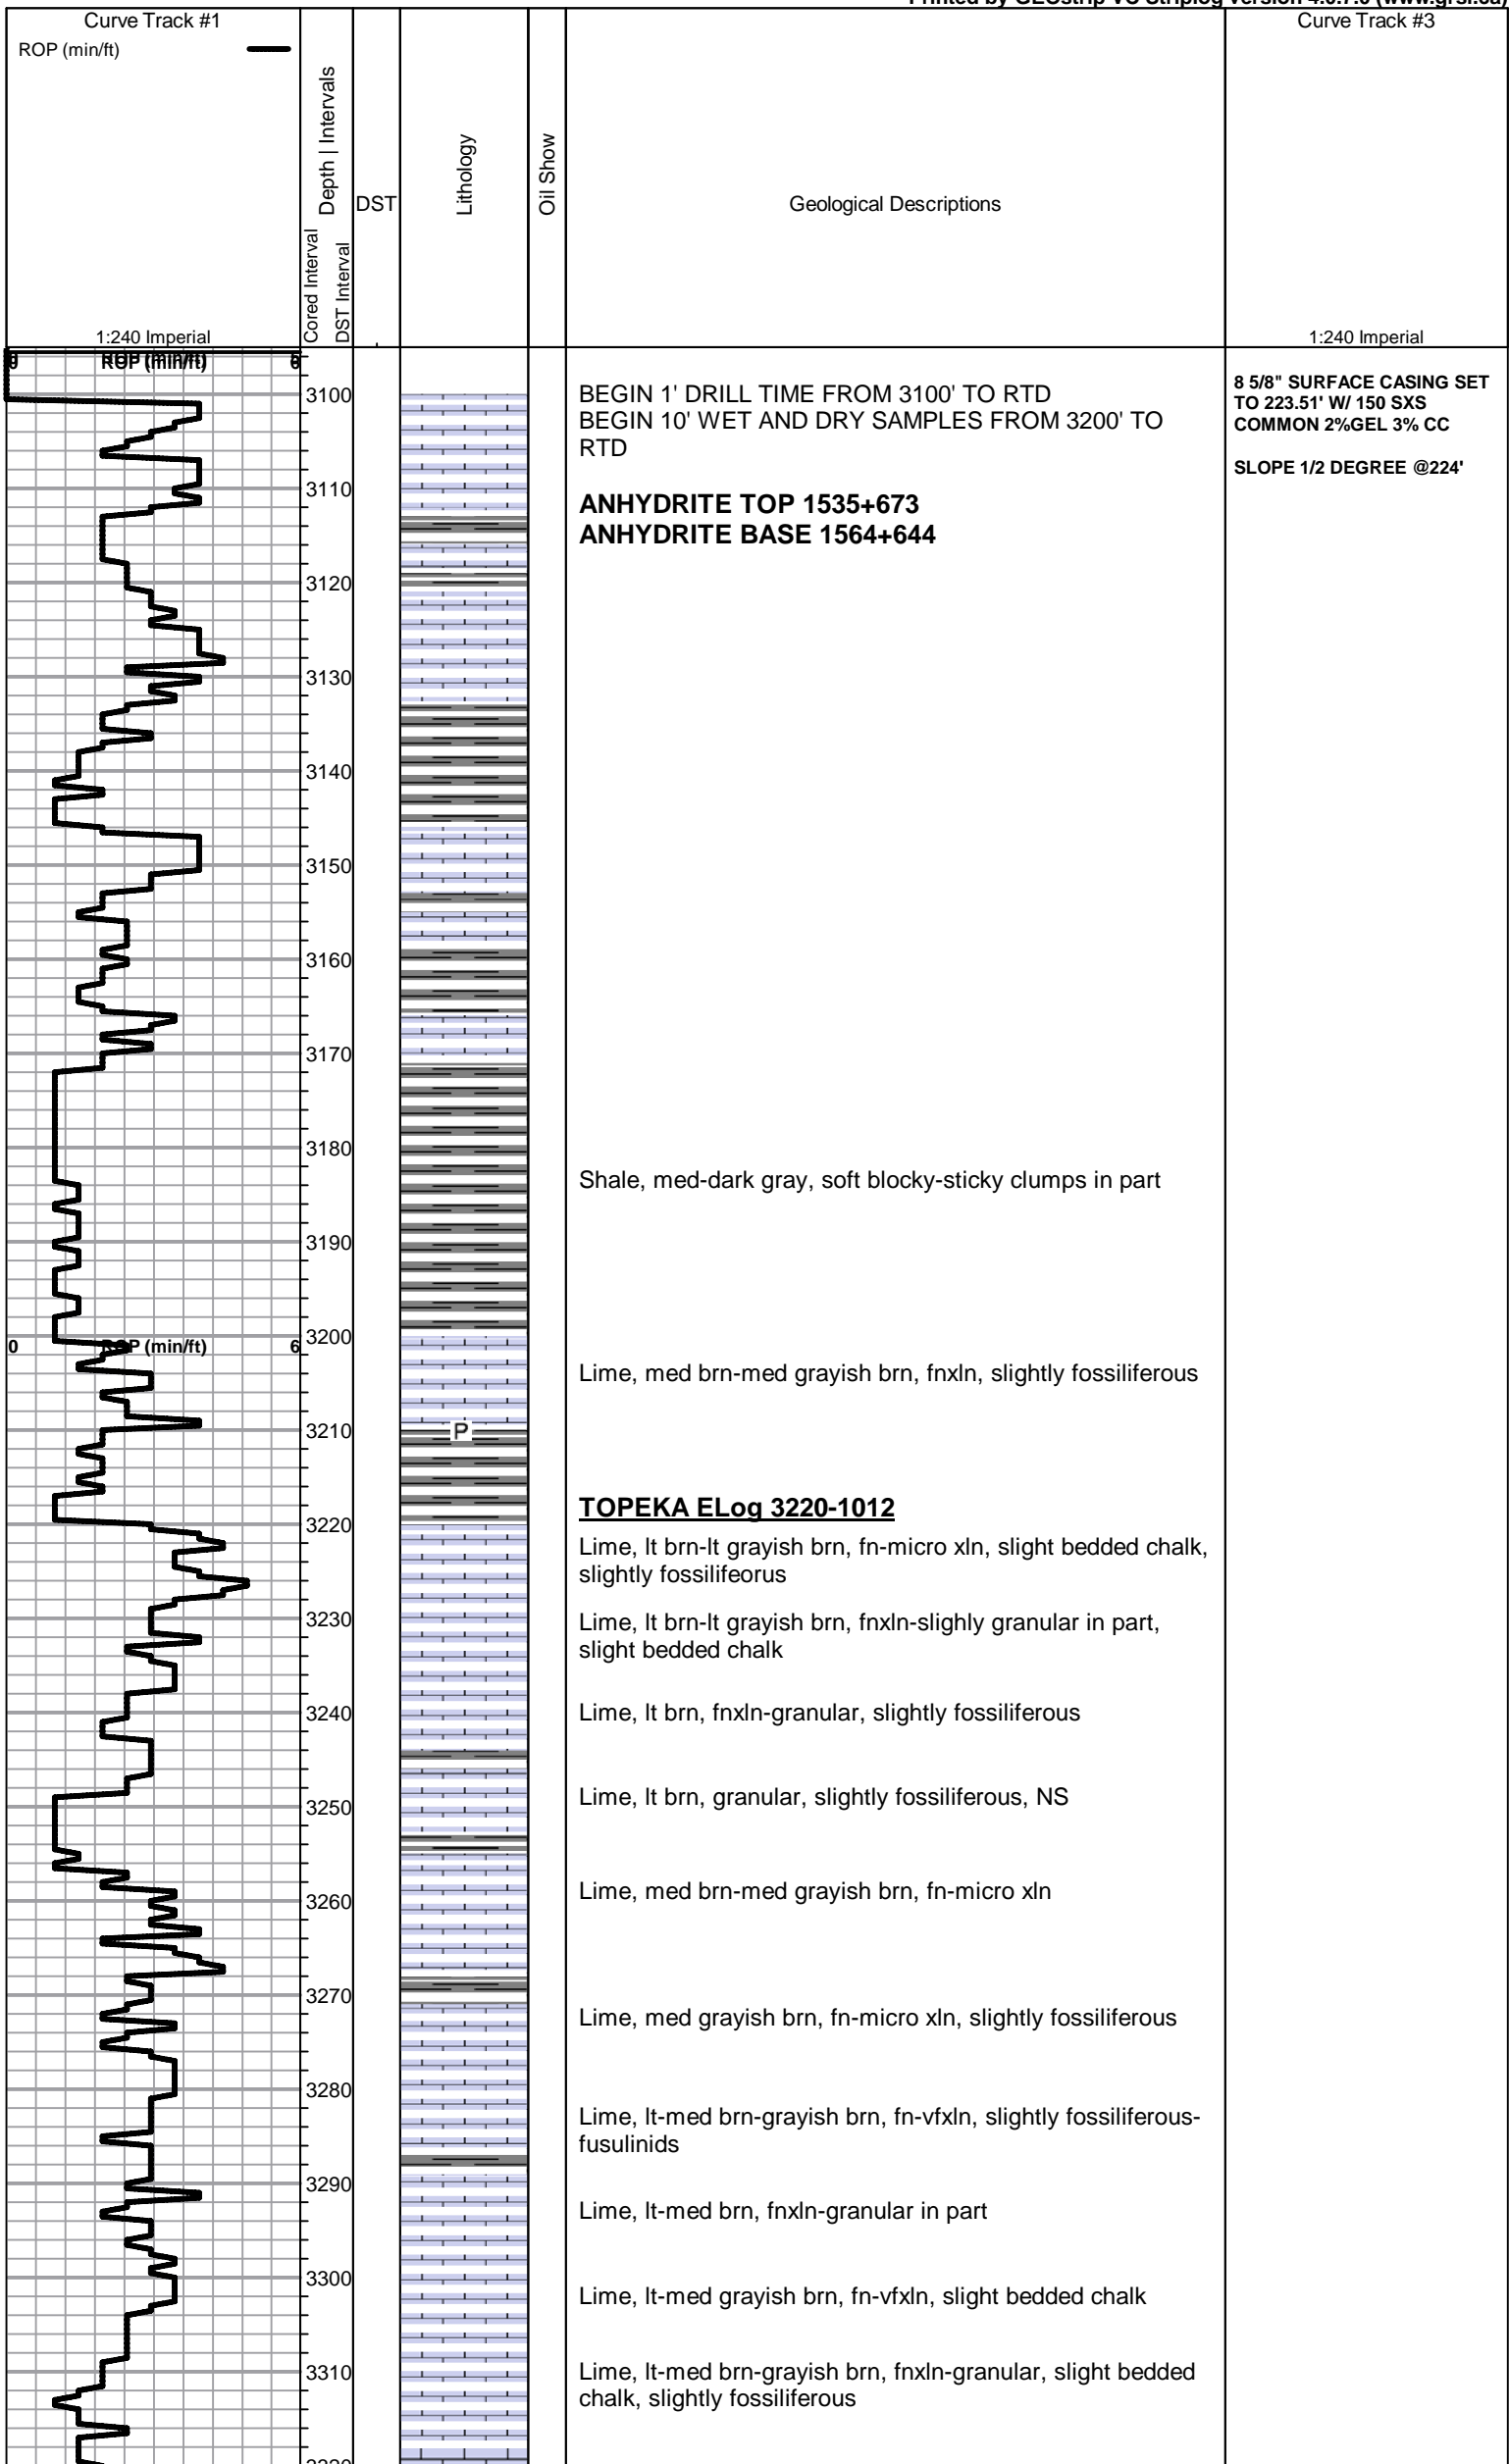 Curve Track #1
ROP (min/ft)
1:240 Imperial
Cored Interval
Depth | Intervals
DST Interval
DST
Lithology
Oil Show
Geological Descriptions
Curve Track #3
1:240 Imperial
ROP (min/ft)
3100
BEGIN 1' DRILL TIME FROM 3100' TO RTD
BEGIN 10' WET AND DRY SAMPLES FROM 3200' TO
RTD
8 5/8" SURFACE CASING SET
TO 223.51' W/ 150 SXS
COMMON 2%GEL 3% CC
SLOPE 1/2 DEGREE @224'
3110
ANHYDRITE TOP 1535+673
ANHYDRITE BASE 1564+644
3120
3130
3140
3150
3160
3170
3180
Shale, med-dark gray, soft blocky-sticky clumps in part
3190
3200
0 ROP (min/ft) 6
Lime, med brn-med grayish brn, fnxln, slightly fossiliferous
3210
P
TOPEKA ELog 3220-1012
3220
Lime, lt brn-lt grayish brn, fn-micro xln, slight bedded chalk,
slightly fossilifeorus
3230
Lime, lt brn-lt grayish brn, fnxln-slighly granular in part,
slight bedded chalk
3240
Lime, lt brn, fnxln-granular, slightly fossiliferous
3250
Lime, lt brn, granular, slightly fossiliferous, NS
3260
Lime, med brn-med grayish brn, fn-micro xln
3270
Lime, med grayish brn, fn-micro xln, slightly fossiliferous
3280
Lime, lt-med brn-grayish brn, fn-vfxln, slightly fossiliferous-
fusulinids
3290
Lime, lt-med brn, fnxln-granular in part
3300
Lime, lt-med grayish brn, fn-vfxln, slight bedded chalk
3310
Lime, lt-med brn-grayish brn, fnxln-granular, slight bedded
chalk, slightly fossiliferous